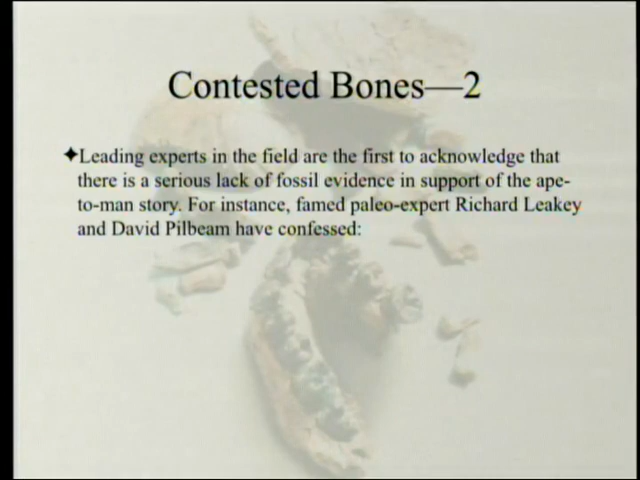 Contested Bones—2
✦Leading experts in the field are the first to acknowledge that
there is a serious lack of fossil evidence in support of the ape-
to-man story. For instance, famed paleo-expert Richard Leakey
and David Pilbeam have confessed: